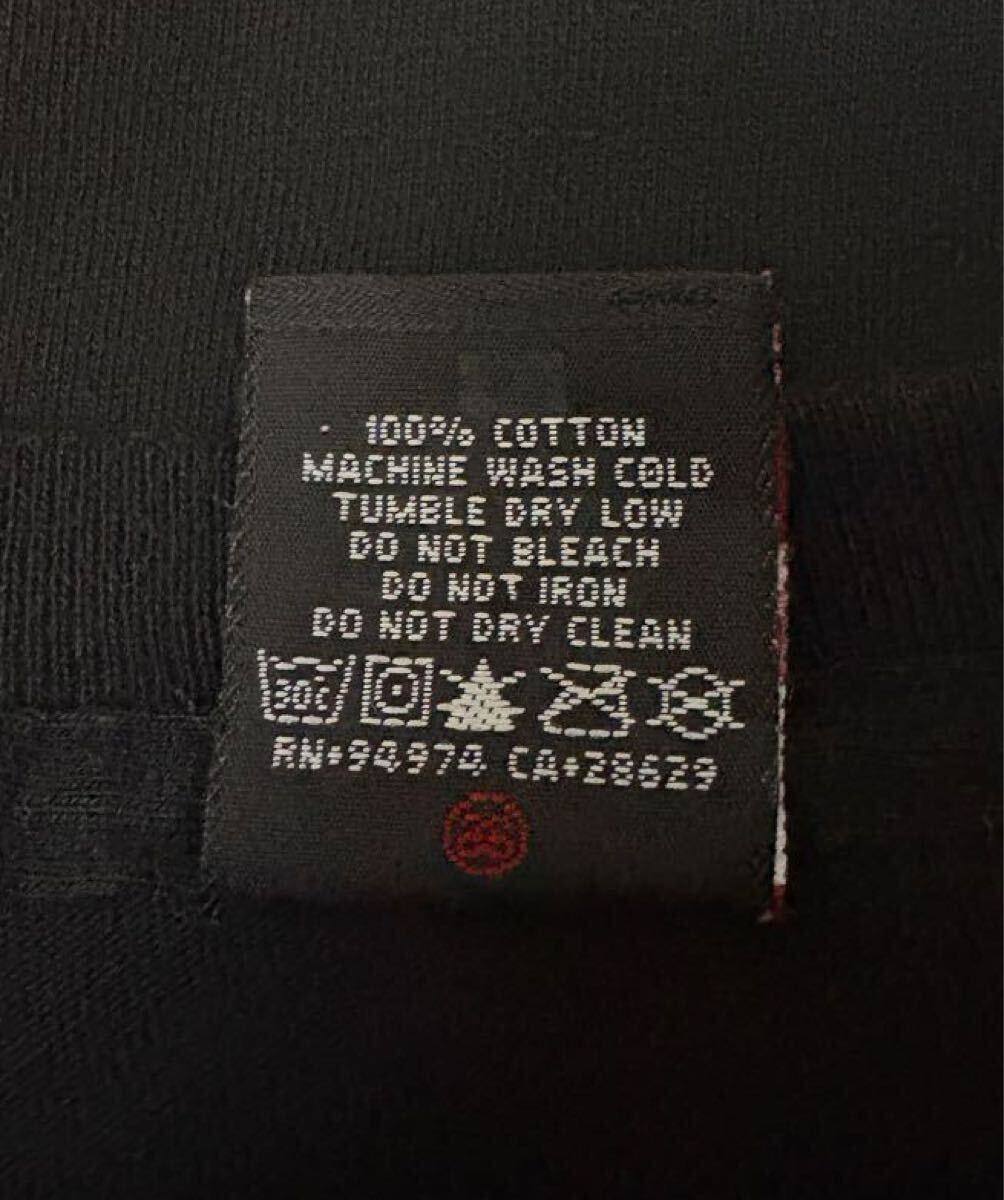 100% COTTON
MACHINE WASH COLD
TUMBLE DRY LOW
DO NOT BLEACH
DO NOT IRON
DO NOT DRY CLEAN
30c
RN#94974 CA#28629